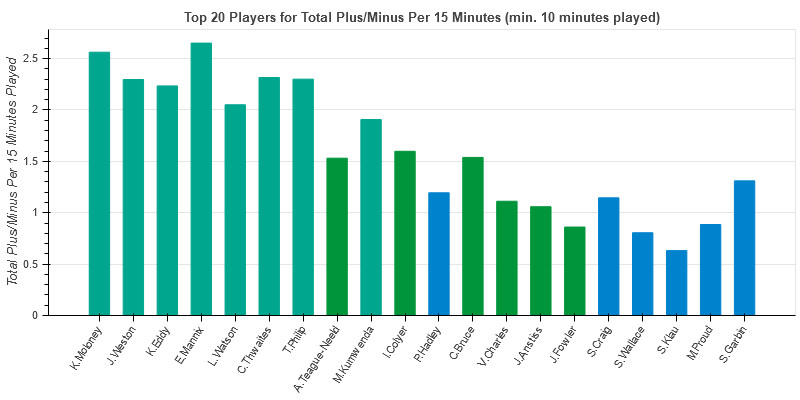 Top 20 Players for Total Plus/Minus Per 15 Minutes (min. 10 minutes played)
Total Plus/Minus Per 15 Minutes Played
2.5
2
1.5
1
0.5
0
K.Moloney
J.Weston
K.Eddy
E.Mannix
L.Watson
C.Thwaites
T.Philip
A.Teague-Neeld
M.Kumwenda
I.Colyer
P.Hadley
C.Bruce
V.Charles
J.Anstiss
J.Fowler
S.Craig
S.Wallace
S.Klau
M.Proud
S.Garbin